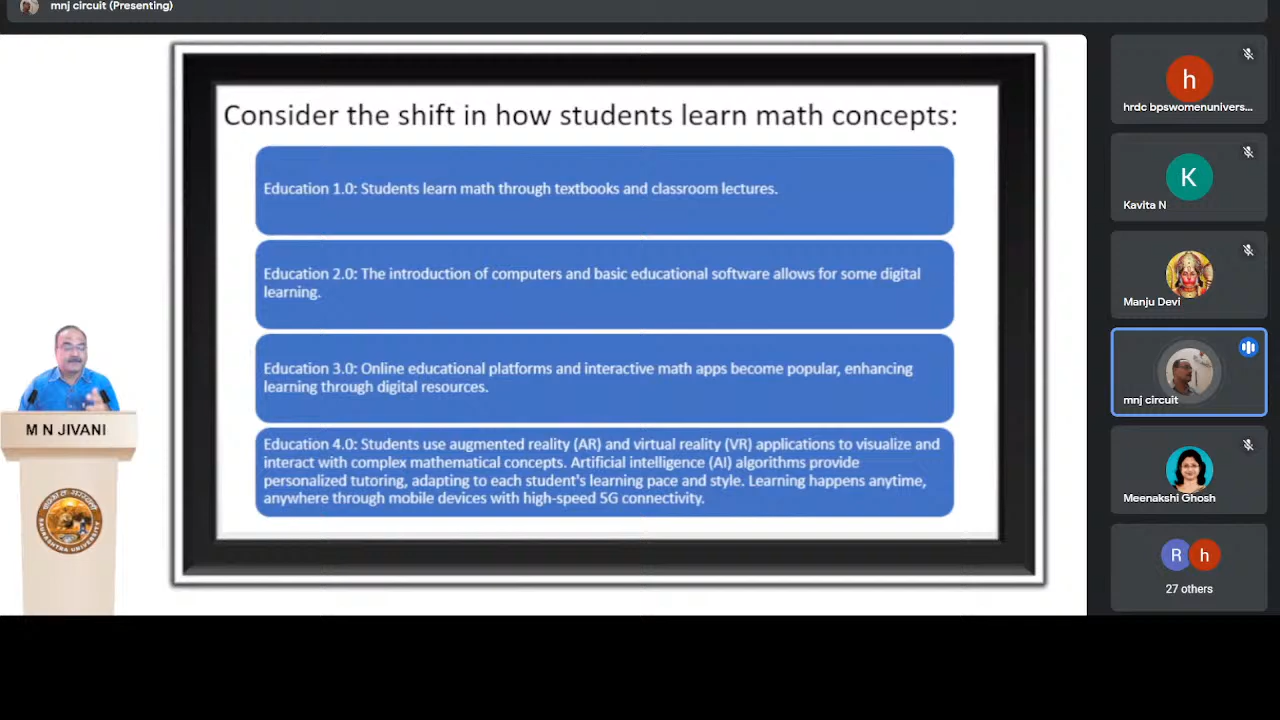 mnj circuit (Presenting)
Consider the shift in how students learn math concepts:
Education 1.0: Students learn math through textbooks and classroom lectures.
Education 2.0: The introduction of computers and basic educational software allows for some digital
learning.
Education 3.0: Online educational platforms and interactive math apps become popular, enhancing
learning through digital resources.
Education 4.0: Students use augmented reality (AR) and virtual reality (VR) applications to visualize and
interact with complex mathematical concepts. Artificial intelligence (AI) algorithms provide
personalized tutoring, adapting to each student's learning pace and style. Learning happens anytime,
anywhere through mobile devices with high-speed 5G connectivity.
M N JIVANI
SAURASHTRA UNIVERSITY
h
hrdc bpswomenunivers...
K
Kavita N
Manju Devi
mnj circuit
Meenakshi Ghosh
R h
27 others